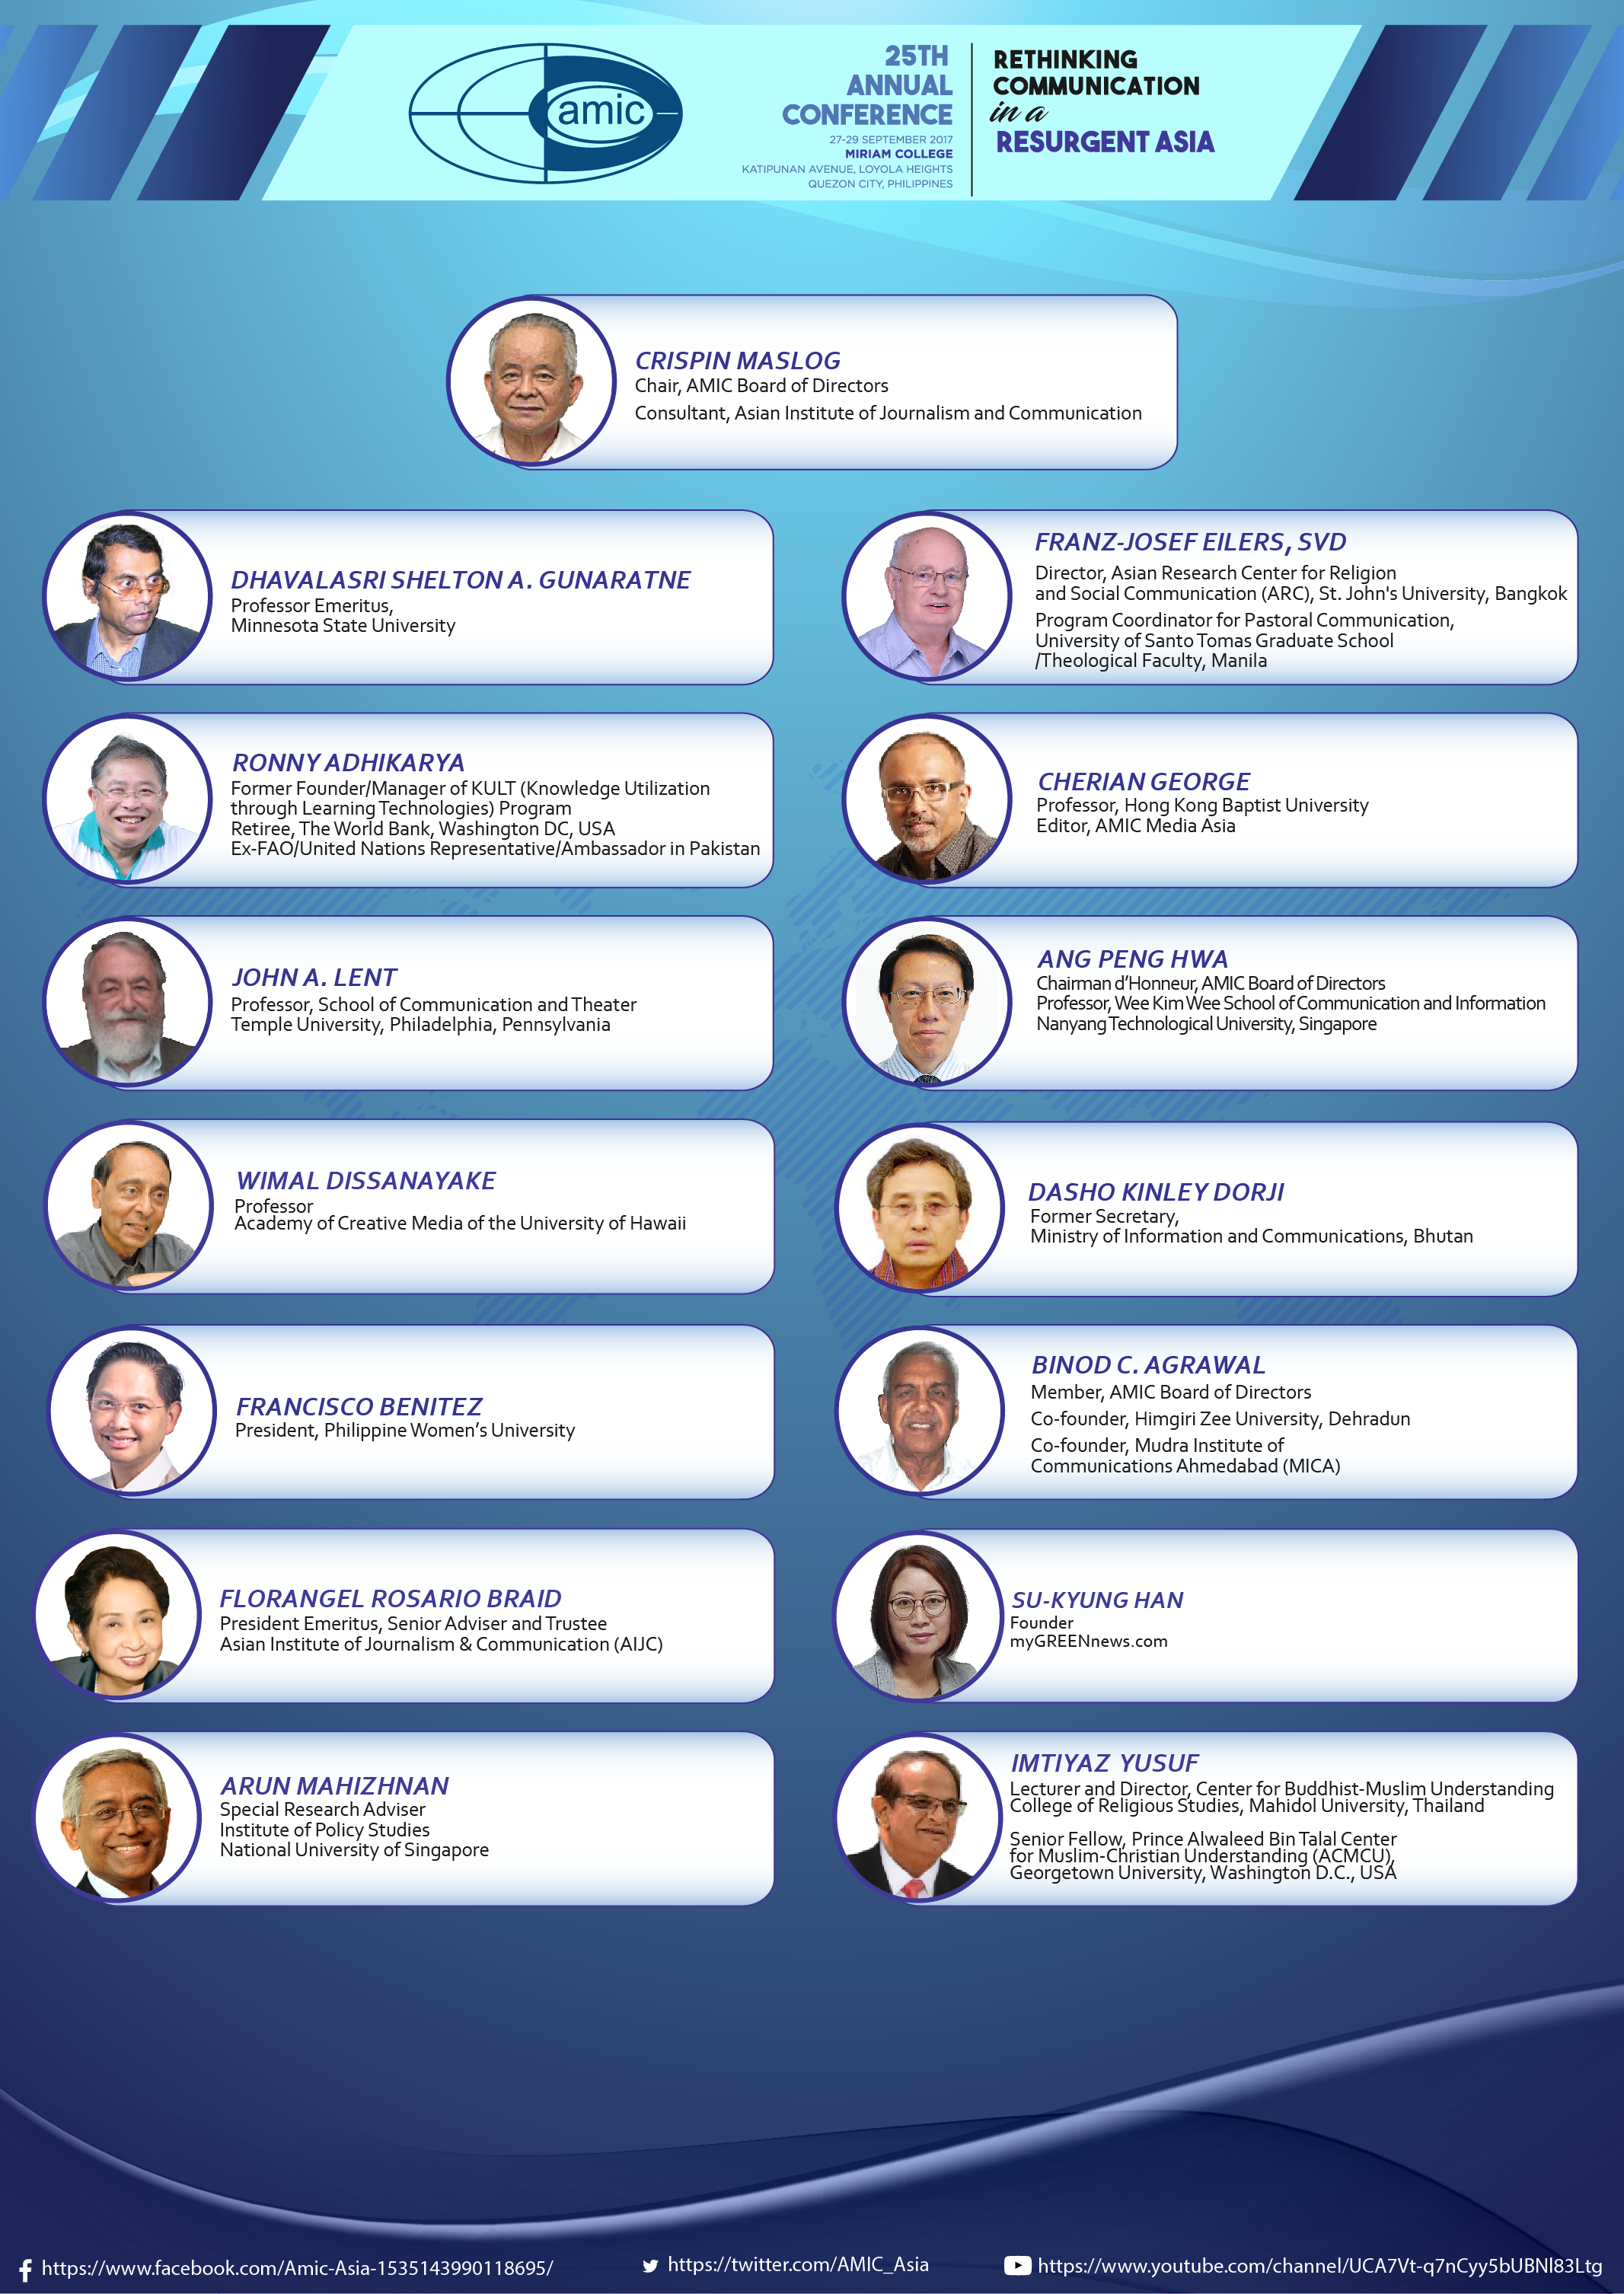 amic
25TH
ANNUAL
CONFERENCE
27-29 SEPTEMBER 2017
MIRIAM COLLEGE
KATIPUNAN AVENUE, LOYOLA HEIGHTS
QUEZON CITY, PHILIPPINES
RETHINKING
COMMUNICATION
in a
RESURGENT ASIA
CRISPIN MASLOG
Chair, AMIC Board of Directors
Consultant, Asian Institute of Journalism and Communication
DHAVALASRI SHELTON A. GUNARATNE
Professor Emeritus,
Minnesota State University
FRANZ-JOSEF EILERS, SVD
Director, Asian Research Center for Religion
and Social Communication (ARC), St. John's University, Bangkok
Program Coordinator for Pastoral Communication,
University of Santo Tomas Graduate School
/Theological Faculty, Manila
RONNY ADHIKARYA
Former Founder/Manager of KULT (Knowledge Utilization
through Learning Technologies) Program
Retiree, The World Bank, Washington DC, USA
Ex-FAO/United Nations Representative/Ambassador in Pakistan
CHERIAN GEORGE
Professor, Hong Kong Baptist University
Editor, AMIC Media Asia
JOHN A. LENT
Professor, School of Communication and Theater
Temple University, Philadelphia, Pennsylvania
ANG PENG HWA
Chairman d’Honneur, AMIC Board of Directors
Professor, Wee Kim Wee School of Communication and Information
Nanyang Technological University, Singapore
WIMAL DISSANAYAKE
Professor
Academy of Creative Media of the University of Hawaii
DASHO KINLEY DORJI
Former Secretary,
Ministry of Information and Communications, Bhutan
FRANCISCO BENITEZ
President, Philippine Women’s University
BINOD C. AGRAWAL
Member, AMIC Board of Directors
Co-founder, Himgiri Zee University, Dehradun
Co-founder, Mudra Institute of
Communications Ahmedabad (MICA)
FLORANGEL ROSARIO BRAID
President Emeritus, Senior Adviser and Trustee
Asian Institute of Journalism & Communication (AIJC)
SU-KYUNG HAN
Founder
myGREENnews.com
ARUN MAHIZHNAN
Special Research Adviser
Institute of Policy Studies
National University of Singapore
IMTIYAZ YUSUF
Lecturer and Director, Center for Buddhist-Muslim Understanding
College of Religious Studies, Mahidol University, Thailand
Senior Fellow, Prince Alwaleed Bin Talal Center
for Muslim-Christian Understanding (ACMCU),
Georgetown University, Washington D.C., USA
https://www.facebook.com/Amic-Asia-1535143990118695/
https://twitter.com/AMIC_Asia
https://www.youtube.com/channel/UCA7Vt-q7nCyy5bUBNl83Ltg